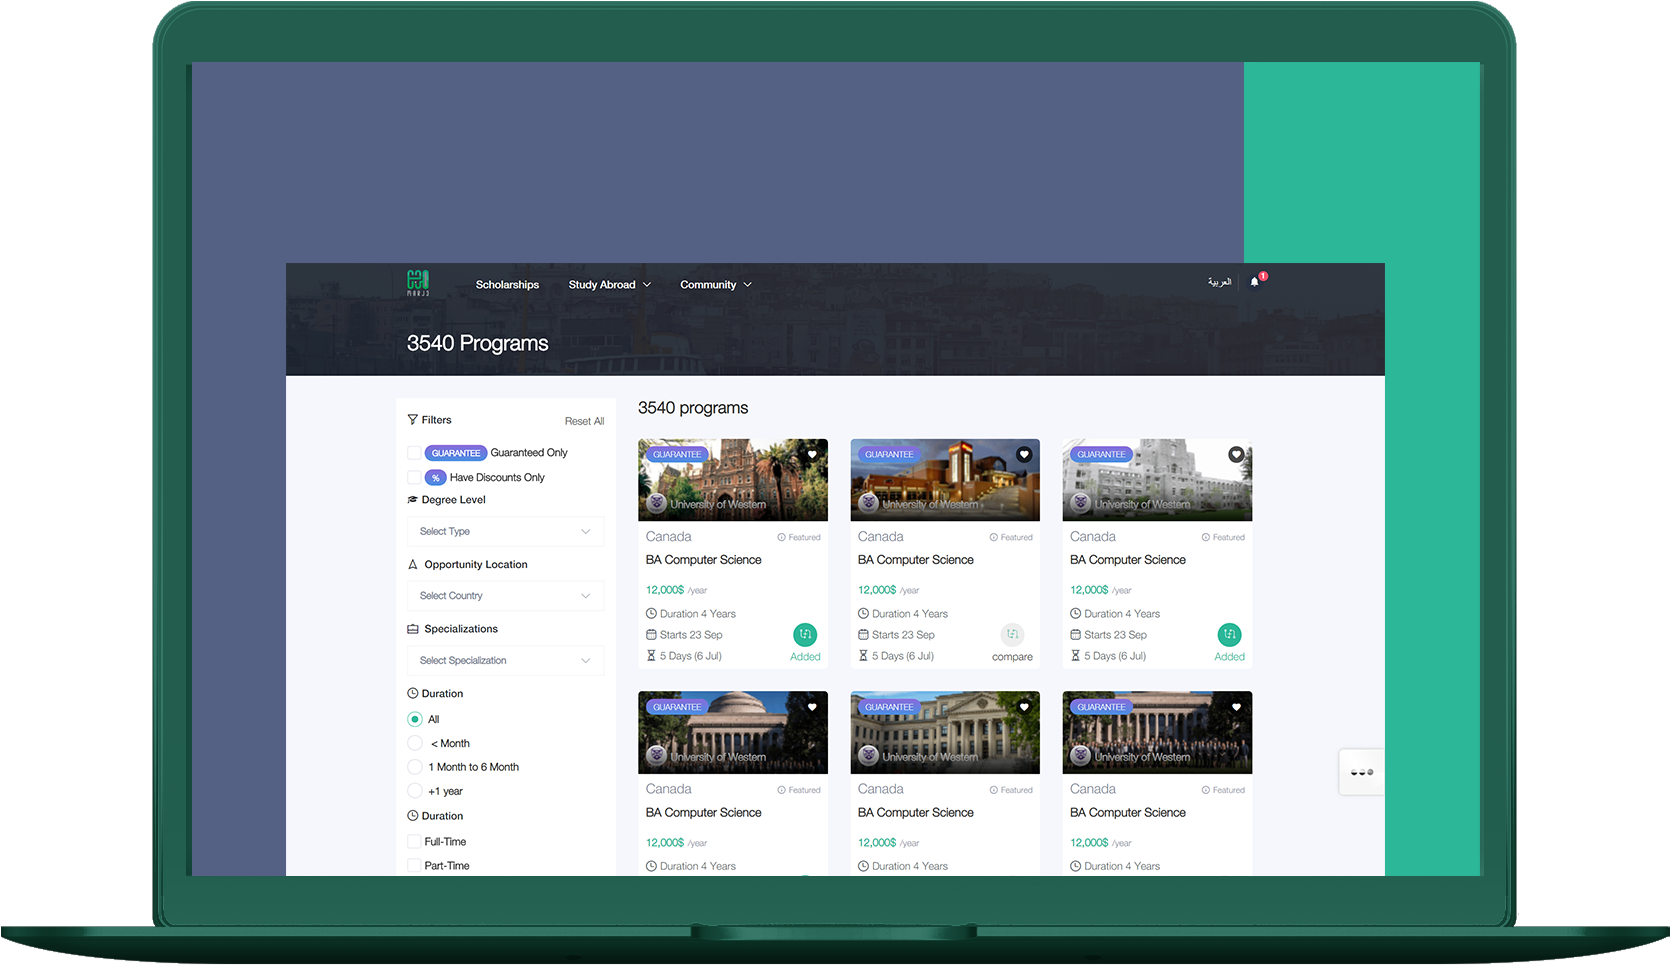 MARJ3
Scholarships
Study Abroad
Community
العربية
1
3540 Programs
Filters
Reset All
GUARANTEE Guaranteed Only
% Have Discounts Only
Degree Level
Select Type
Opportunity Location
Select Country
Specializations
Select Specialization
Duration
All
< Month
1 Month to 6 Month
+1 year
Duration
Full-Time
Part-Time
3540 programs
GUARANTEE
University of Western
Canada
Featured
BA Computer Science
12,000$ /year
Duration 4 Years
Starts 23 Sep
5 Days (6 Jul)
Added
GUARANTEE
University of Western
Canada
Featured
BA Computer Science
12,000$ /year
Duration 4 Years
Starts 23 Sep
5 Days (6 Jul)
compare
GUARANTEE
University of Western
Canada
Featured
BA Computer Science
12,000$ /year
Duration 4 Years
Starts 23 Sep
5 Days (6 Jul)
Added
GUARANTEE
University of Western
Canada
Featured
BA Computer Science
12,000$ /year
Duration 4 Years
GUARANTEE
University of Western
Canada
Featured
BA Computer Science
12,000$ /year
Duration 4 Years
GUARANTEE
University of Western
Canada
Featured
BA Computer Science
12,000$ /year
Duration 4 Years